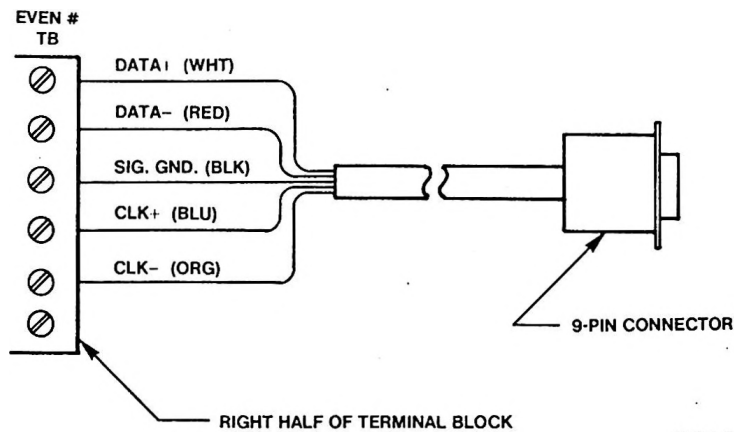 EVEN #
TB
DATA+ (WHT)
DATA- (RED)
SIG. GND. (BLK)
CLK+ (BLU)
CLK- (ORG)
9-PIN CONNECTOR
RIGHT HALF OF TERMINAL BLOCK